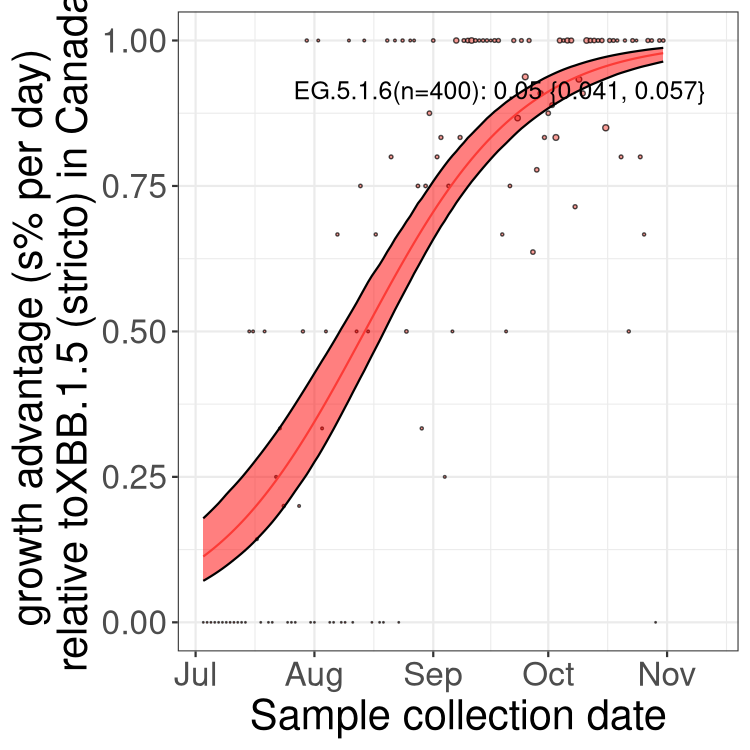 growth advantage (s% per day)
relative toXBB.1.5 (stricto) in Canada
1.00
0.75
0.50
0.25
0.00
EG.5.1.6(n=400): 0.05 {0.041, 0.057}
Jul
Aug
Sep
Oct
Nov
Sample collection date